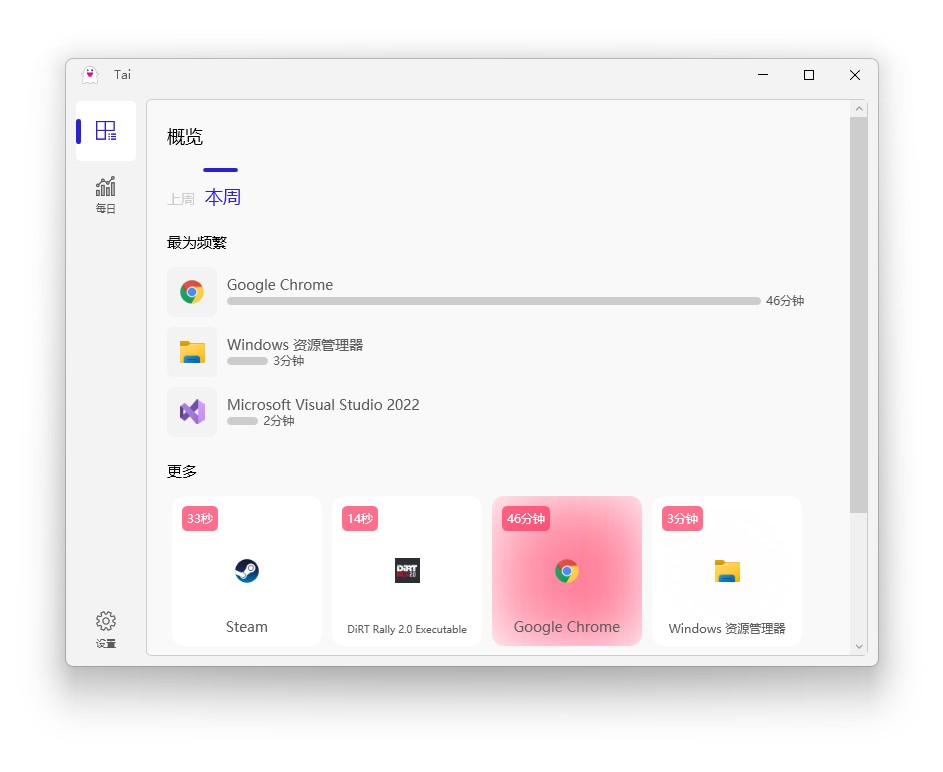 Tai
每日
设置
概览
上周 本周
最为频繁
Google Chrome
46分钟
Windows 资源管理器
3分钟
Microsoft Visual Studio 2022
2分钟
更多
33秒
Steam
14秒
DiRT
2.0
DiRT Rally 2.0 Executable
46分钟
Google Chrome
3分钟
Windows 资源管理器